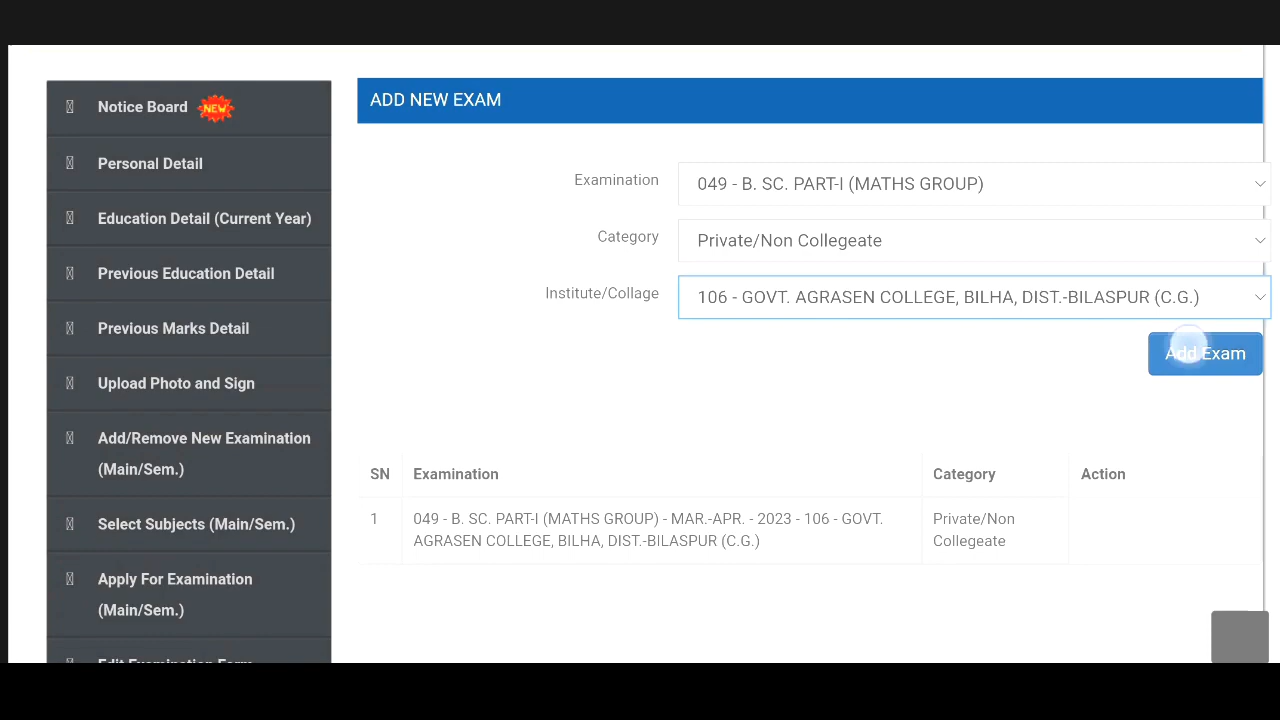 Notice Board NEW
Personal Detail
Education Detail (Current Year)
Previous Education Detail
Previous Marks Detail
Upload Photo and Sign
Add/Remove New Examination
(Main/Sem.)
Select Subjects (Main/Sem.)
Apply For Examination
(Main/Sem.)
Edit Examination Form
ADD NEW EXAM
Examination 049 - B. SC. PART-I (MATHS GROUP)
Category Private/Non Collegeate
Institute/Collage 106 - GOVT. AGRASEN COLLEGE, BILHA, DIST.-BILASPUR (C.G.)
Add Exam
SN Examination Category Action
1 049 - B. SC. PART-I (MATHS GROUP) - MAR.-APR. - 2023 - 106 - GOVT. Private/Non
AGRASEN COLLEGE, BILHA, DIST.-BILASPUR (C.G.) Collegeate